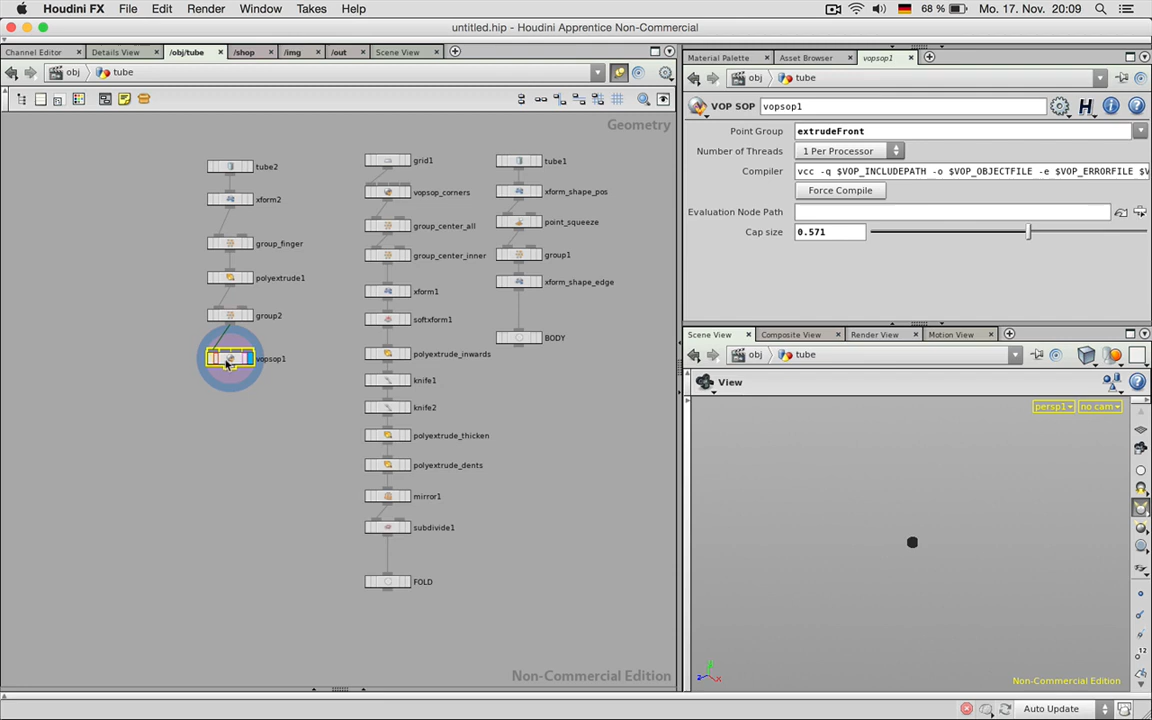 Houdini FX File Edit Render Window Takes Help 68 % Mo. 17. Nov. 20:09
untitled.hip - Houdini Apprentice Non-Commercial
Channel Editor Details View /obj/tube /shop /img /out Scene View
obj tube
Geometry
tube2
xform2
group_finger
polyextrude1
group2
vopsop1
grid1
vopsop_corners
group_center_all
group_center_inner
xform1
softxform1
polyextrude_inwards
knife1
knife2
polyextrude_thicken
polyextrude_dents
mirror1
subdivide1
FOLD
tube1
xform_shape_pos
point_squeeze
group1
xform_shape_edge
BODY
Non-Commercial Edition
Material Palette Asset Browser vopsop1
obj tube
VOP SOP vopsop1
Point Group extrudeFront
Number of Threads 1 Per Processor
Compiler vcc -q $VOP_INCLUDEPATH -o $VOP_OBJECTFILE -e $VOP_ERRORFILE $V
Force Compile
Evaluation Node Path
Cap size 0.571
Scene View Composite View Render View Motion View
obj tube
View
persp1 no cam
12
Non-Commercial Edition
Auto Update